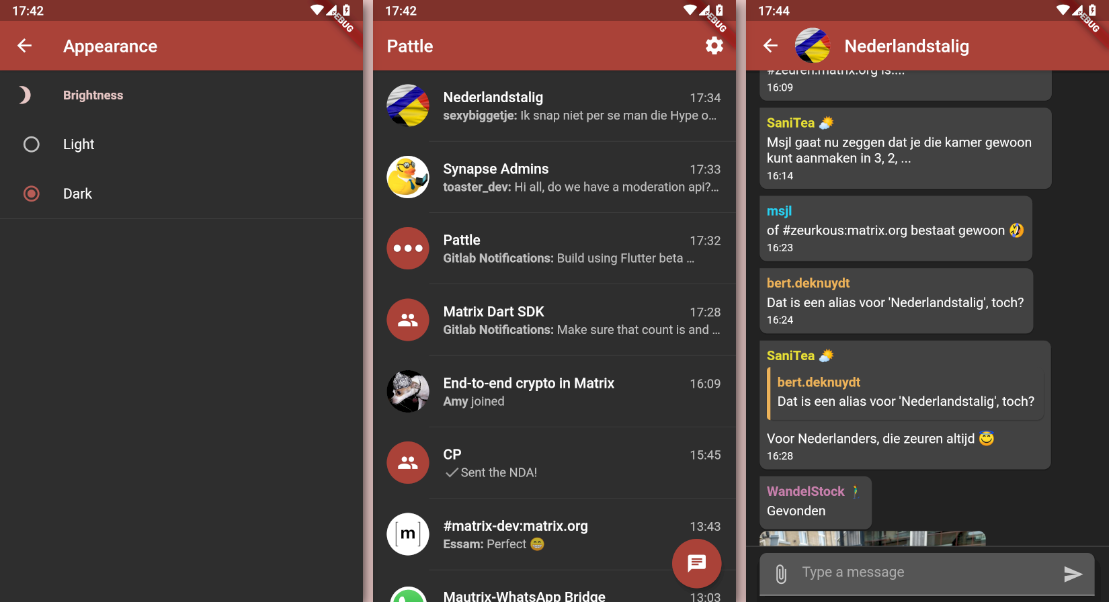 17:42
DEBUG
Appearance
Brightness
Light
Dark
17:42
DEBUG
Pattle
Nederlandstalig 17:34
sexybiggetje: Ik snap niet per se man die Hype o...
Synapse Admins 17:33
toaster_dev: Hi all, do we have a moderation api?...
Pattle 17:32
Gitlab Notifications: Build using Flutter beta ...
Matrix Dart SDK 17:28
Gitlab Notifications: Make sure that count is and ...
End-to-end crypto in Matrix 16:09
Amy joined
CP 15:45
✓Sent the NDA!
[m]
#matrix-dev:matrix.org 13:43
Essam: Perfect 😁
Mautrix-WhatsApp Bridge 13:03
17:44
DEBUG
Nederlandstalig
#zeuren:matrix.org is....
16:09
SaniTea 🌤️
Msjl gaat nu zeggen dat je die kamer gewoon
kunt aanmaken in 3, 2, ...
16:14
msjl
of #zeurkous:matrix.org bestaat gewoon 🤣
16:23
bert.deknuydt
Dat is een alias voor 'Nederlandstalig', toch?
16:24
SaniTea 🌤️
bert.deknuydt
Dat is een alias voor 'Nederlandstalig', toch?
Voor Nederlanders, die zeuren altijd 😇
16:28
WandelStock 🚶
Gevonden
Type a message